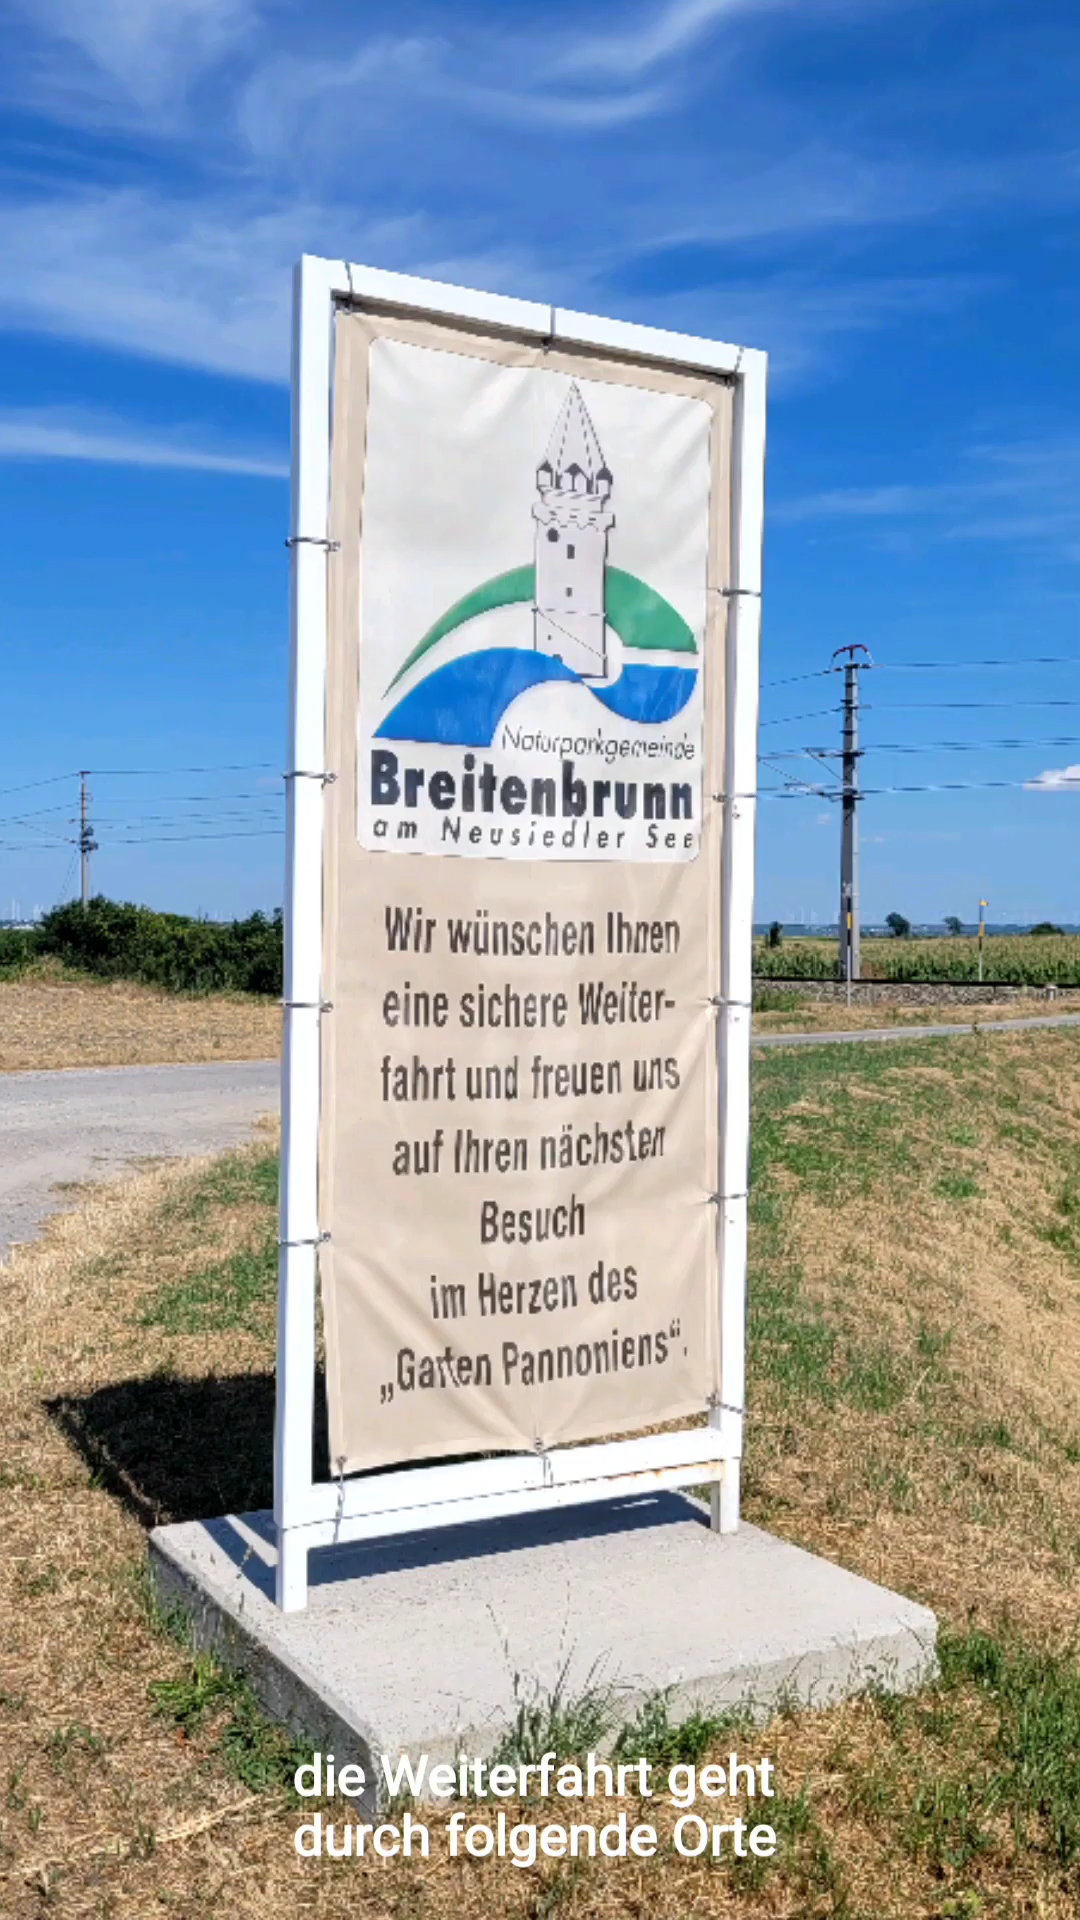 Naturparkgemeinde
Breitenbrunn
am Neusiedler See
Wir wünschen Ihnen
eine sichere Weiter-
fahrt und freuen uns
auf Ihren nächsten
Besuch
im Herzen des
„Garten Pannoniens“.
die Weiterfahrt geht
durch folgende Orte